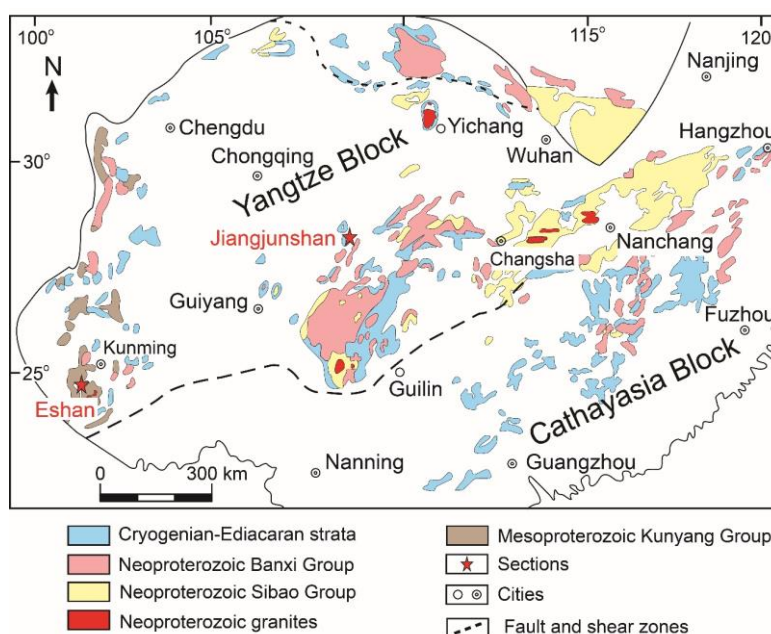 100°
105°
115°
120°
N
Nanjing
Chengdu
Yichang
Hangzhou
Wuhan
30°
Chongqing
Yangtze Block
Jiangjunshan
Nanchang
Changsha
Guiyang
Fuzhou
Kunming
25°
Guilin
Eshan
Cathayasia Block
Nanning
Guangzhou
0 300 km
Cryogenian-Ediacaran strata
Mesoproterozoic Kunyang Group
Neoproterozoic Banxi Group
Sections
Neoproterozoic Sibao Group
Cities
Neoproterozoic granites
Fault and shear zones